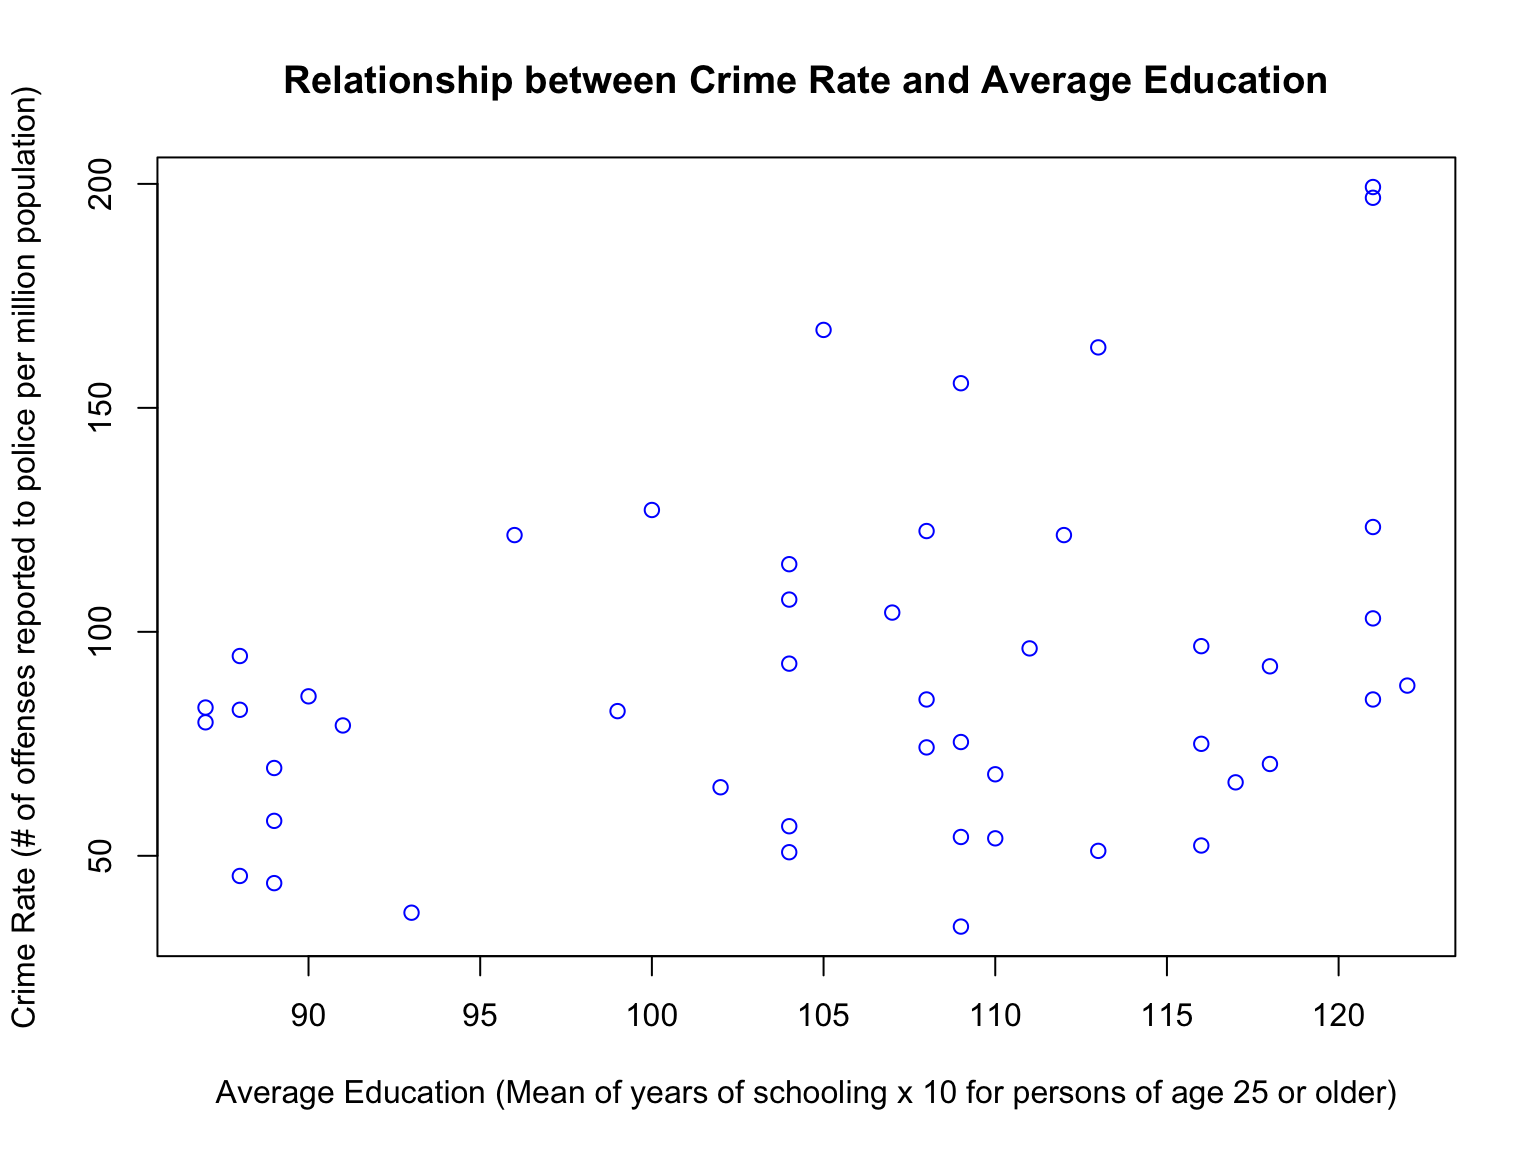 Relationship between Crime Rate and Average Education
Crime Rate (# of offenses reported to police per million population)
200
150
100
50
90 95 100 105 110 115 120
Average Education (Mean of years of schooling x 10 for persons of age 25 or older)